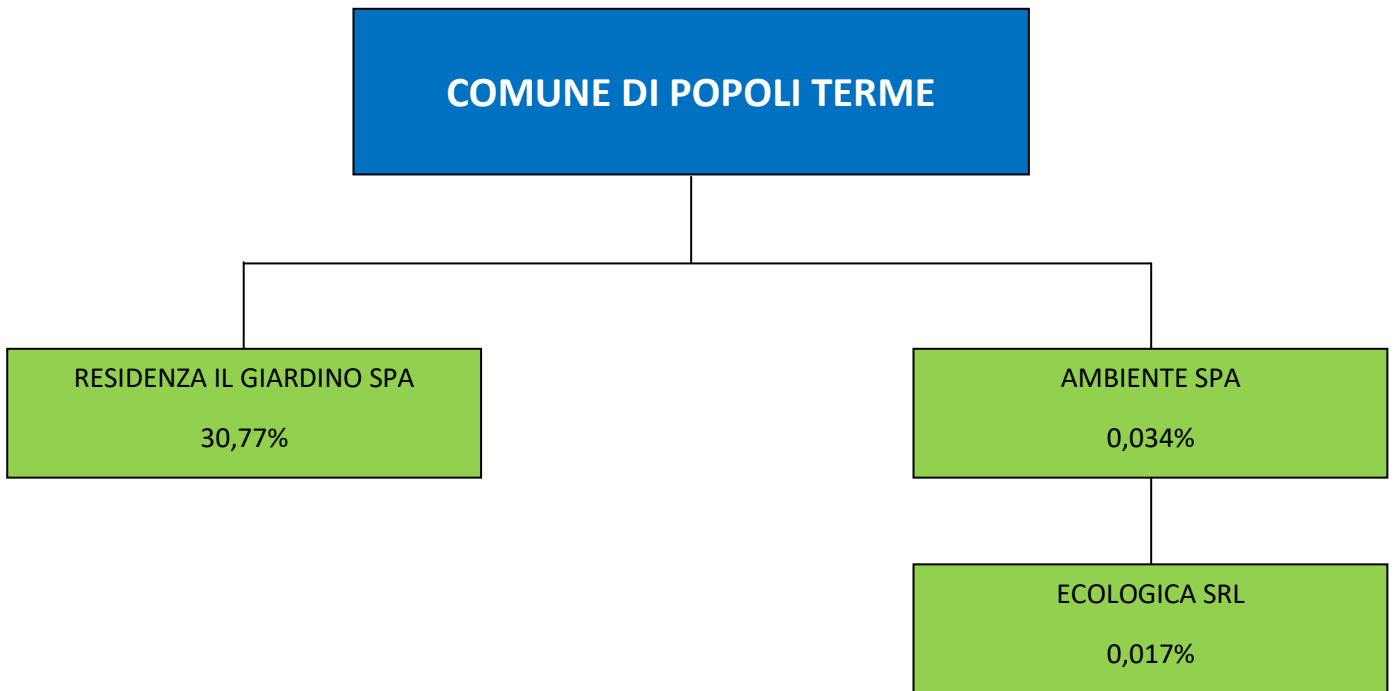 COMUNE DI POPOLI TERME
RESIDENZA IL GIARDINO SPA
30,77%
AMBIENTE SPA
0,034%
ECOLOGICA SRL
0,017%